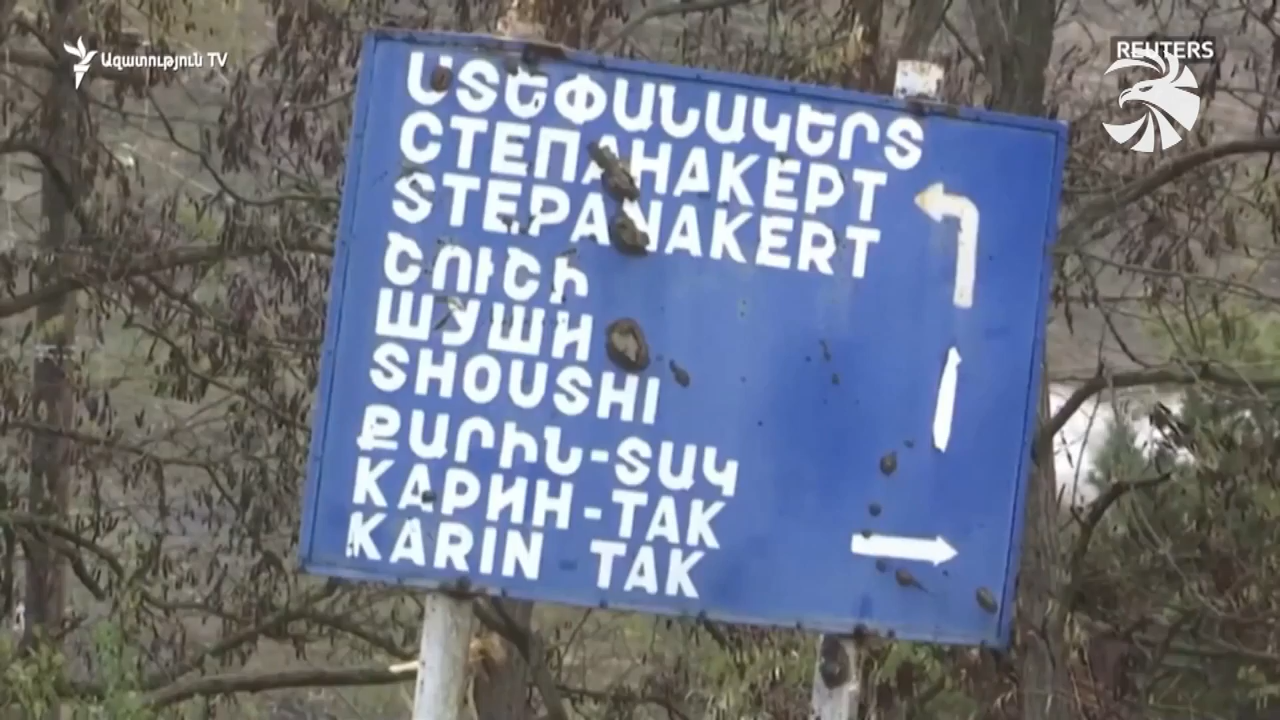 Ազատություն TV
REUTERS
ՍՏԵՓԱՆԱԿԵՐՏ
СТЕПАНАКЕРТ
STEPANAKERT
ՇՈՒՇԻ
ШУШИ
SHOUSHI
ՔԱՐԻՆ-ՏԱԿ
КАРИН-ТАК
KARIN TAK